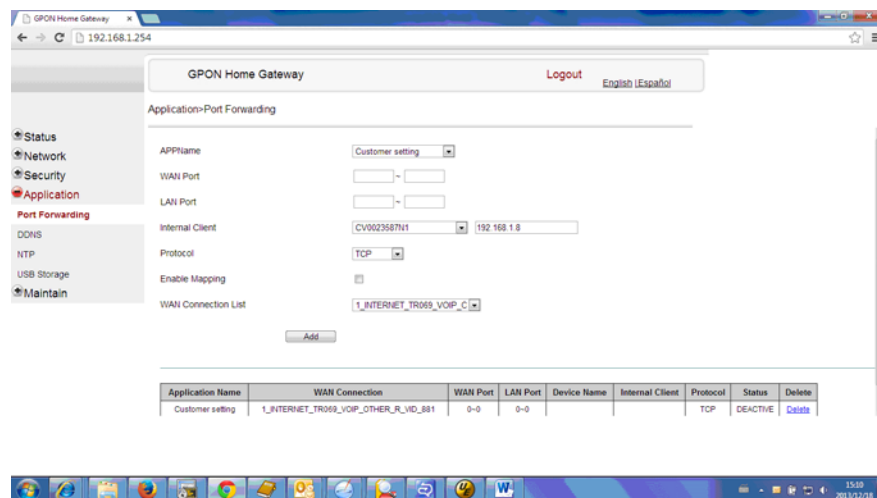 GPON Home Gateway ×
192.168.1.254
GPON Home Gateway Logout English |Español
Application>Port Forwarding
Status
Network
Security
Application
Port Forwarding
DDNS
NTP
USB Storage
Maintain
APPName Customer setting
WAN Port ~
LAN Port ~
Internal Client CV0023587N1 192.168.1.8
Protocol TCP
Enable Mapping
WAN Connection List 1_INTERNET_TR069_VOIP_C
Add
Application Name WAN Connection WAN Port LAN Port Device Name Internal Client Protocol Status Delete
Customer setting 1_INTERNET_TR069_VOIP_OTHER_R_VID_881 0~0 0~0 TCP DEACTIVE Delete
15:10
2013/12/18